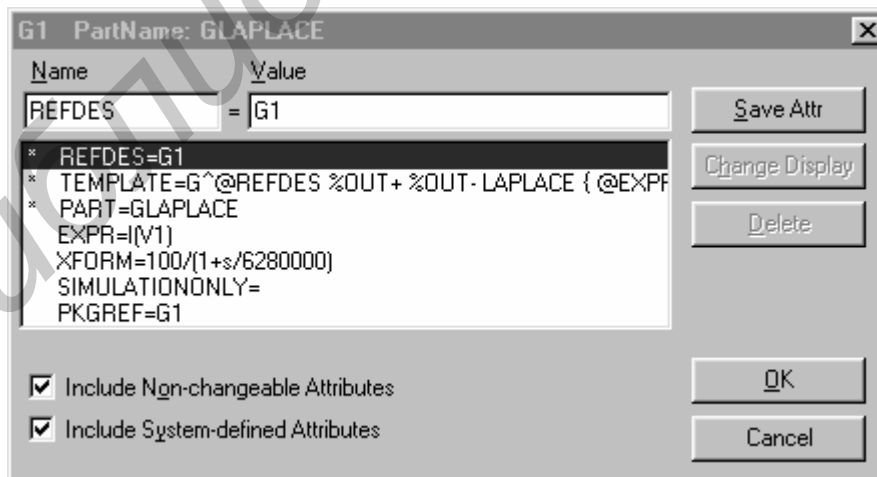 G1 PartName: GLAPLACE
Name Value
REFDES = G1
Save Attr
* REFDES=G1
* TEMPLATE=G^@REFDES %OUT+ %OUT- LAPLACE { @EXPR
* PART=GLAPLACE
EXPR=I(V1)
XFORM=100/(1+s/6280000)
SIMULATIONONLY=
PKGREF=G1
Change Display
Delete
Include Non-changeable Attributes
Include System-defined Attributes
OK
Cancel